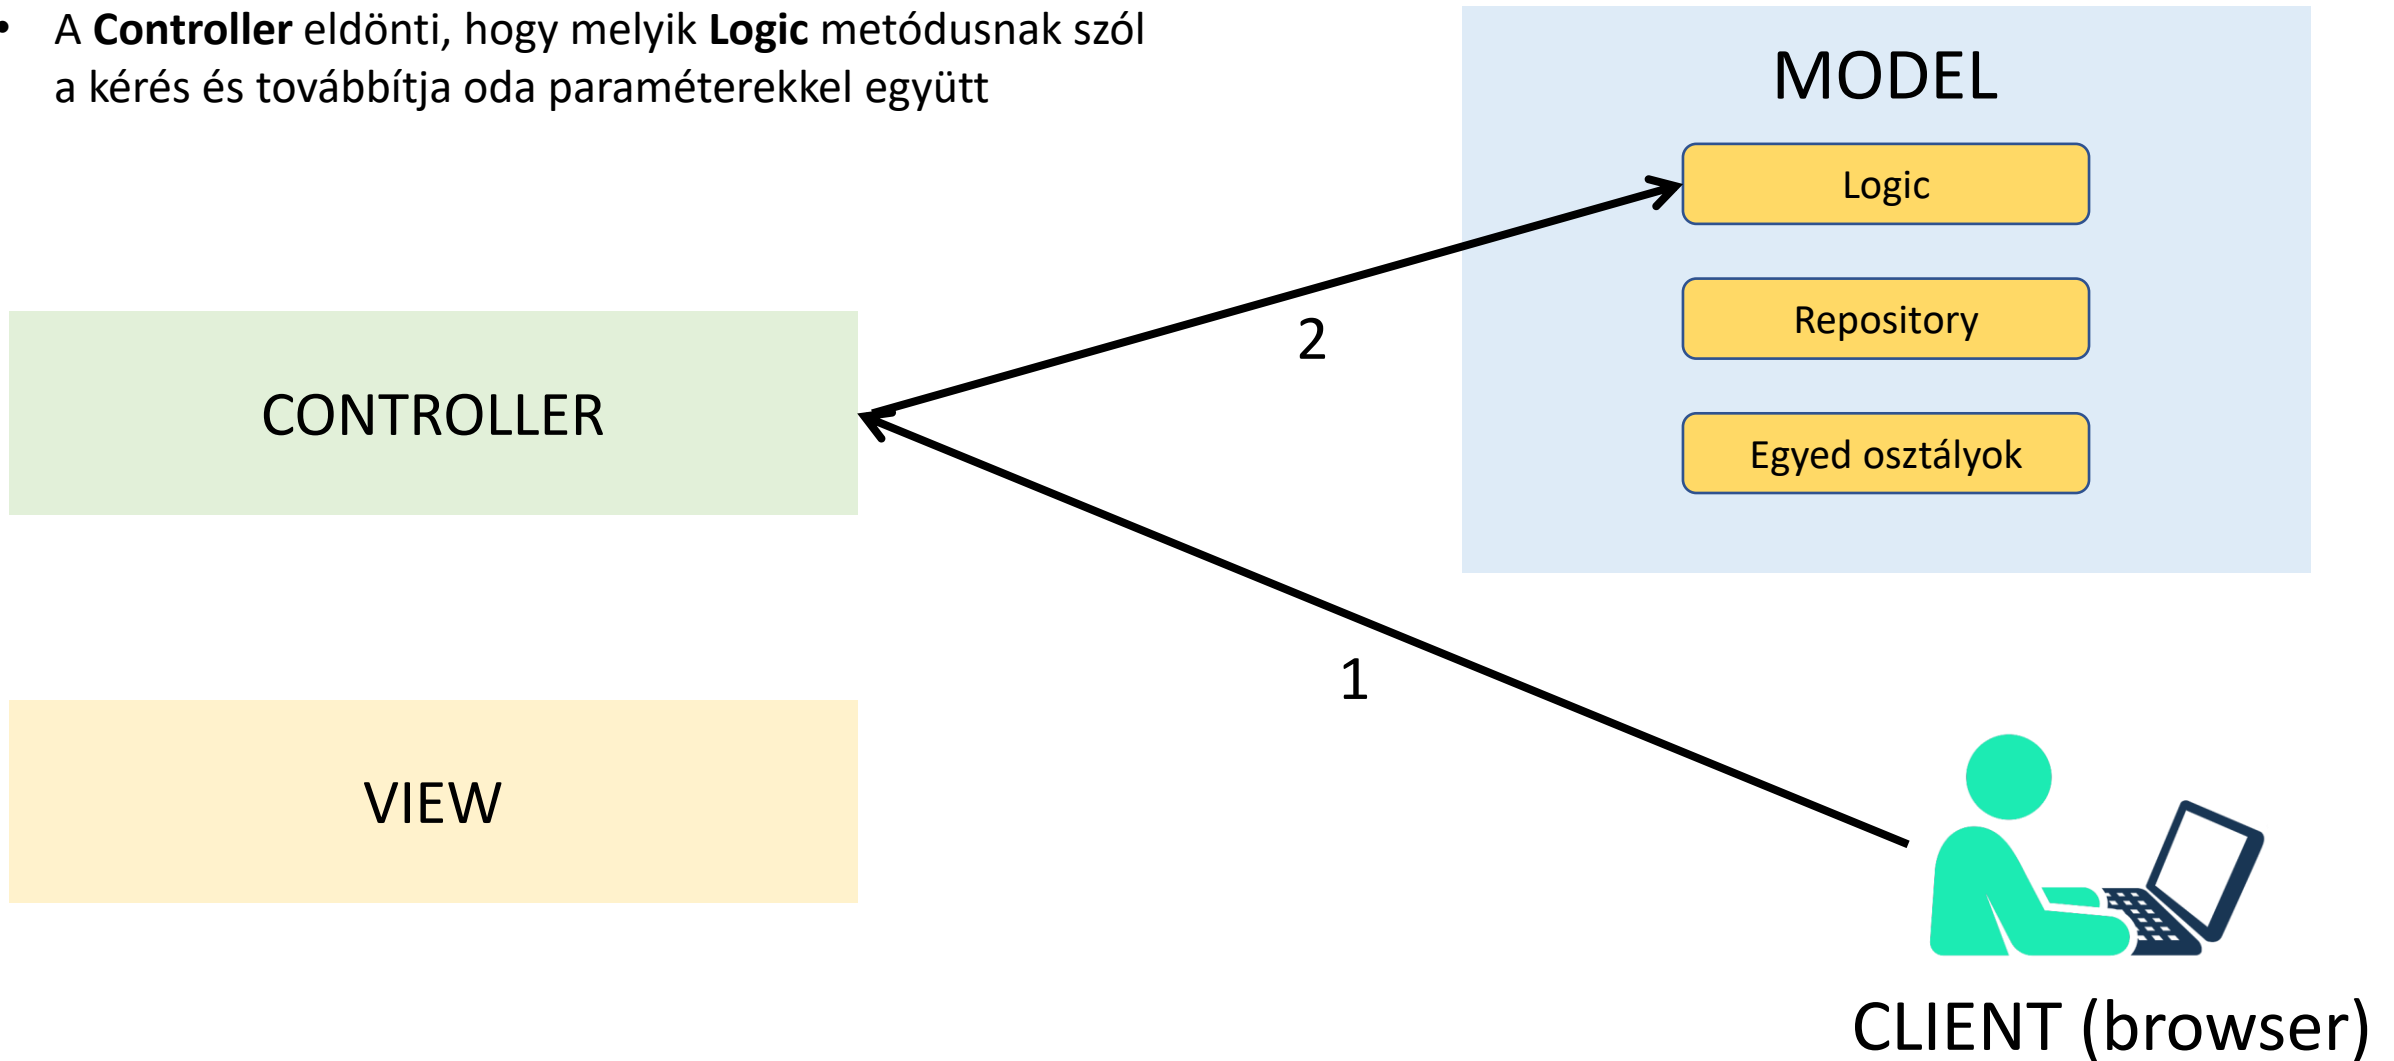 • A Controller eldönti, hogy melyik Logic metódusnak szól
a kérés és továbbítja oda paraméterekkel együtt
MODEL
Logic
Repository
Egyed osztályok
2
CONTROLLER
1
VIEW
CLIENT (browser)